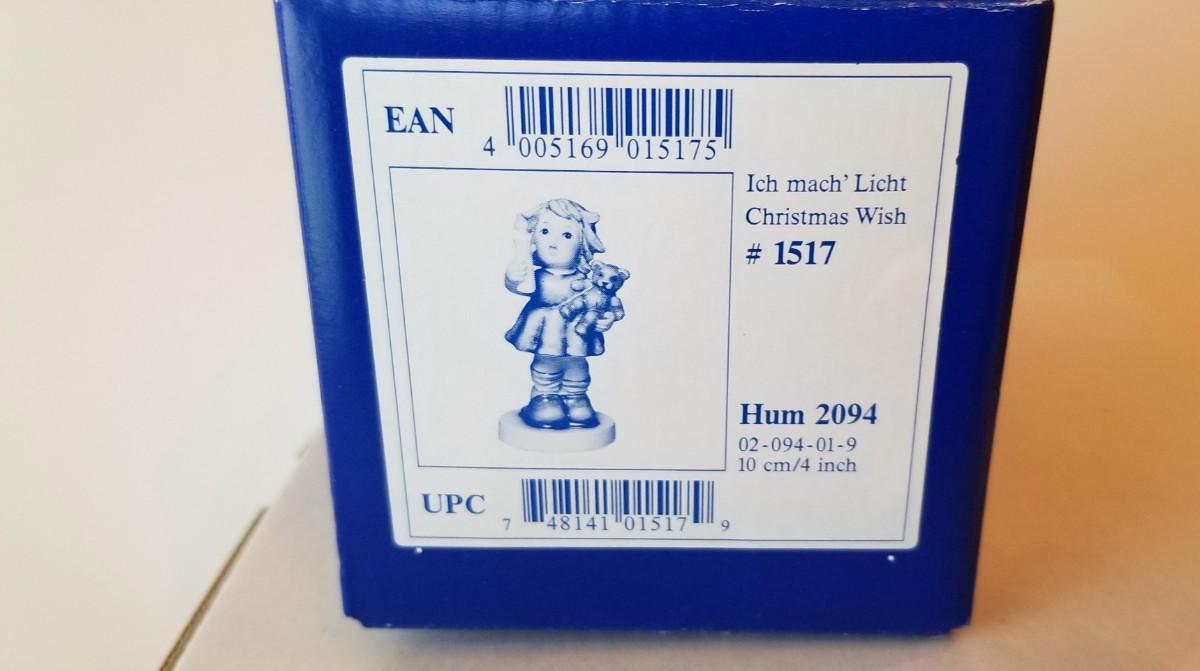 EAN
4 005169 015175
Ich mach' Licht
Christmas Wish
# 1517
Hum 2094
02-094-01-9
10 cm/4 inch
UPC
7 48141 01517 9